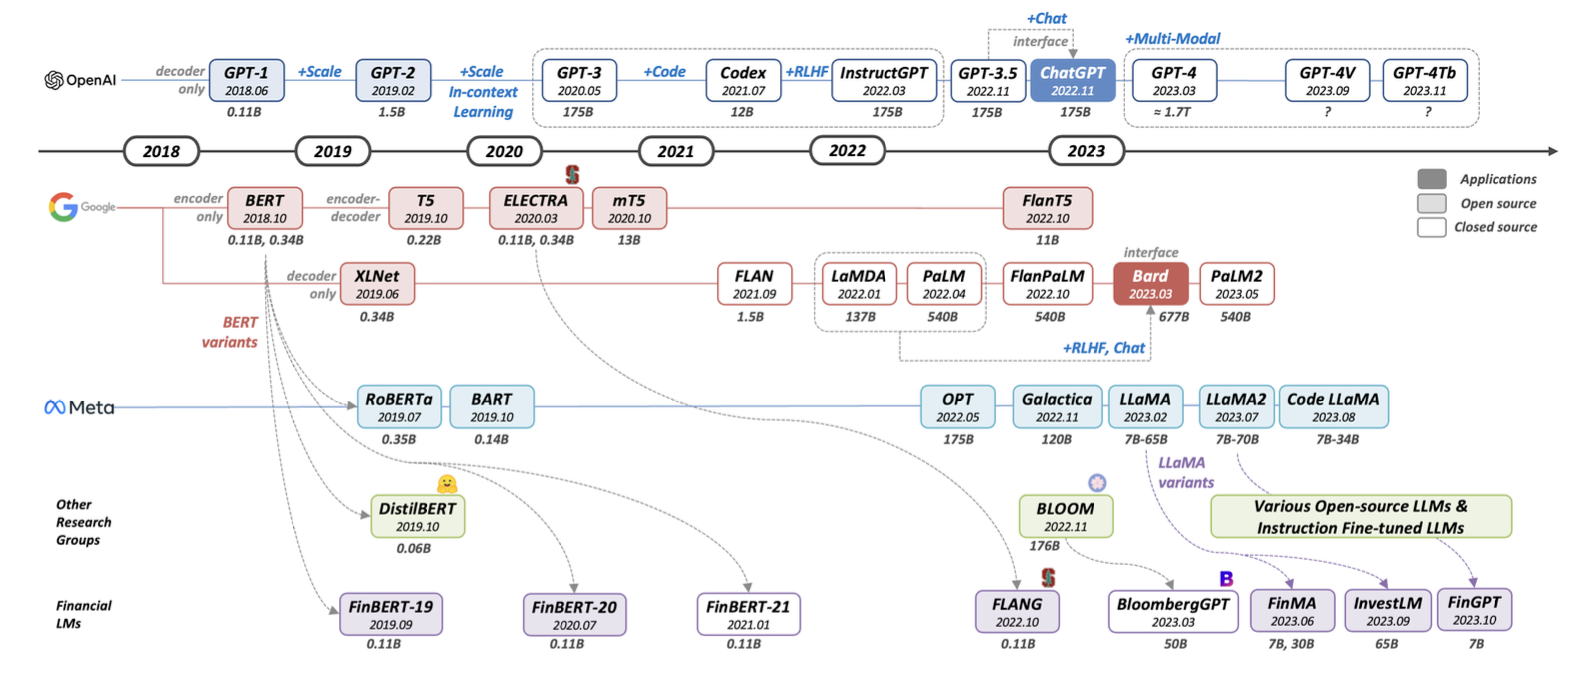 +Chat
interface
+Multi-Modal
OpenAI
decoder only
GPT-1
2018.06
0.11B
+Scale
GPT-2
2019.02
1.5B
+Scale
In-context
Learning
GPT-3
2020.05
175B
+Code
Codex
2021.07
12B
+RLHF
InstructGPT
2022.03
175B
GPT-3.5
2022.11
175B
ChatGPT
2022.11
175B
GPT-4
2023.03
≈ 1.7T
GPT-4V
2023.09
?
GPT-4Tb
2023.11
?
2018
2019
2020
2021
2022
2023
Applications
Open source
Closed source
Google
encoder
only
BERT
2018.10
0.11B, 0.34B
encoder-
decoder
T5
2019.10
0.22B
ELECTRA
2020.03
0.11B, 0.34B
mT5
2020.10
13B
FlanT5
2022.10
11B
decoder
only
XLNet
2019.06
0.34B
FLAN
2021.09
1.5B
LaMDA
2022.01
137B
PaLM
2022.04
540B
FlanPaLM
2022.10
540B
interface
Bard
2023.03
677B
PaLM2
2023.05
540B
+RLHF, Chat
BERT
variants
Meta
RoBERTa
2019.07
0.35B
BART
2019.10
0.14B
OPT
2022.05
175B
Galactica
2022.11
120B
LLaMA
2023.02
7B-65B
LLaMA2
2023.07
7B-70B
Code LLaMA
2023.08
7B-34B
LLaMA
variants
Other
Research
Groups
DistilBERT
2019.10
0.06B
BLOOM
2022.11
176B
Various Open-source LLMs &
Instruction Fine-tuned LLMs
Financial
LMs
FinBERT-19
2019.09
0.11B
FinBERT-20
2020.07
0.11B
FinBERT-21
2021.01
0.11B
FLANG
2022.10
0.11B
B
BloombergGPT
2023.03
50B
FinMA
2023.06
7B, 30B
InvestLM
2023.09
65B
FinGPT
2023.10
7B